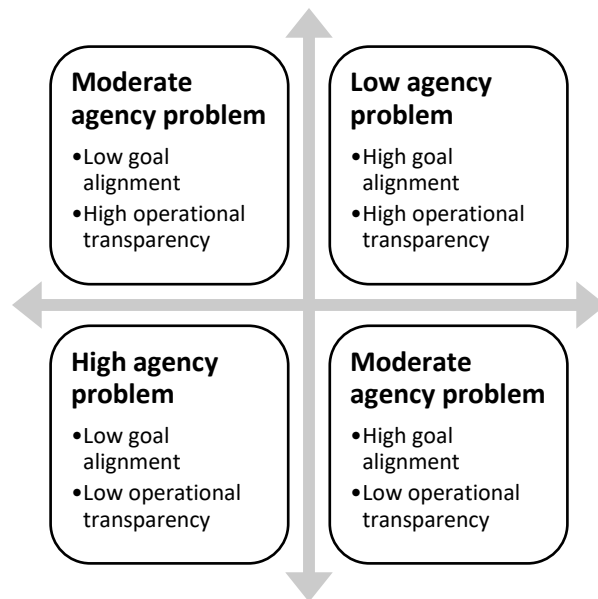 Moderate
agency problem
•Low goal
alignment
•High operational
transparency
Low agency
problem
•High goal
alignment
•High operational
transparency
High agency
problem
•Low goal
alignment
•Low operational
transparency
Moderate
agency problem
•High goal
alignment
•Low operational
transparency